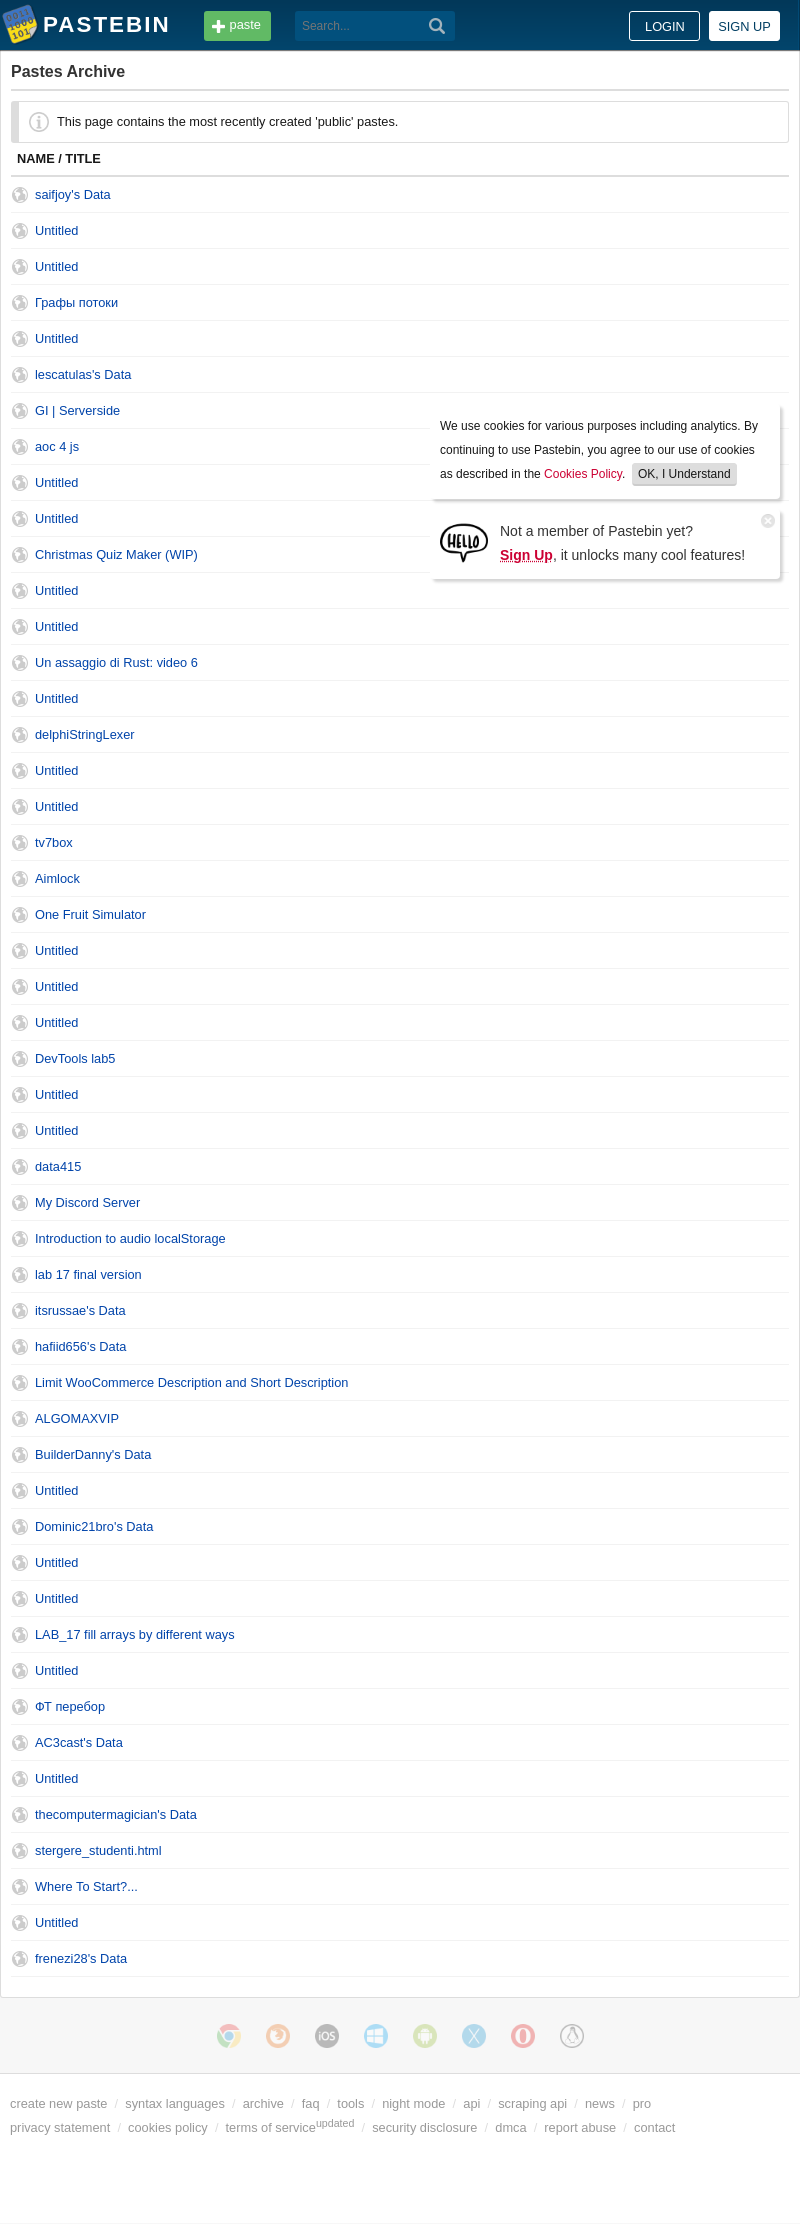 PASTEBIN paste Search... LOGIN SIGN UP
Pastes Archive
This page contains the most recently created 'public' pastes.
NAME / TITLE
saifjoy's Data
Untitled
Untitled
Графы потоки
Untitled
lescatulas's Data
GI | Serverside
We use cookies for various purposes including analytics. By
continuing to use Pastebin, you agree to our use of cookies
as described in the Cookies Policy. OK, I Understand
aoc 4 js
Untitled
Untitled
HELLO
Not a member of Pastebin yet?
Sign Up, it unlocks many cool features!
Christmas Quiz Maker (WIP)
Untitled
Untitled
Un assaggio di Rust: video 6
Untitled
delphiStringLexer
Untitled
Untitled
tv7box
Aimlock
One Fruit Simulator
Untitled
Untitled
Untitled
DevTools lab5
Untitled
Untitled
data415
My Discord Server
Introduction to audio localStorage
lab 17 final version
itsrussae's Data
hafiid656's Data
Limit WooCommerce Description and Short Description
ALGOMAXVIP
BuilderDanny's Data
Untitled
Dominic21bro's Data
Untitled
Untitled
LAB_17 fill arrays by different ways
Untitled
ФТ перебор
AC3cast's Data
Untitled
thecomputermagician's Data
stergere_studenti.html
Where To Start?...
Untitled
frenezi28's Data
iOS
create new paste / syntax languages / archive / faq / tools / night mode / api / scraping api / news / pro
privacy statement / cookies policy / terms of service updated / security disclosure / dmca / report abuse / contact